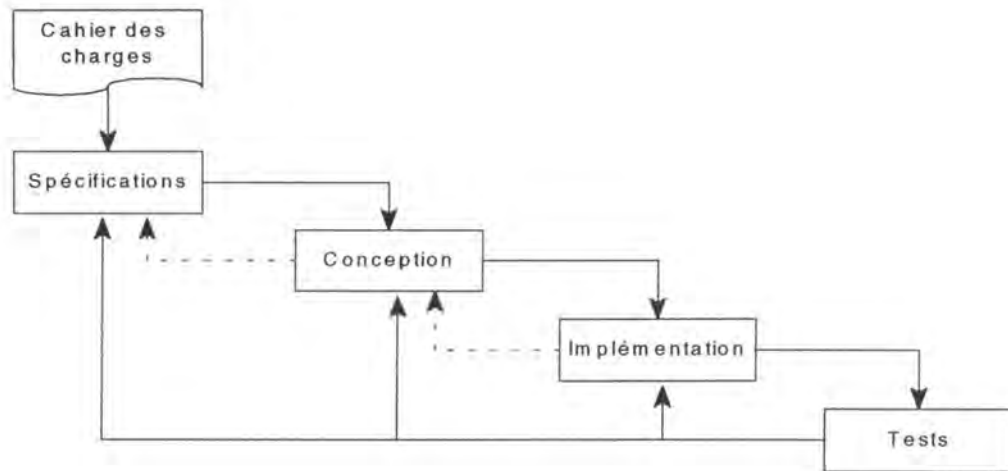 Cahier des
charges
Spécifications
Conception
Implémentation
Tests